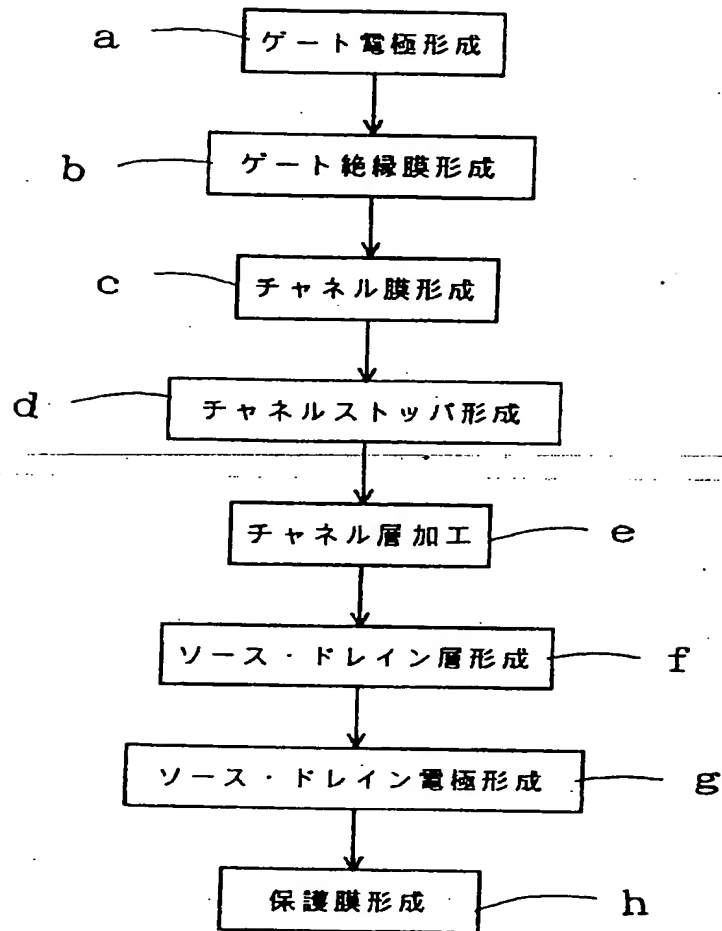 a ゲート電極形成
b ゲート絶縁膜形成
c チャネル膜形成
d チャネルストッパ形成
チャネル層加工 e
ソース・ドレイン層形成 f
ソース・ドレイン電極形成 g
保護膜形成 h